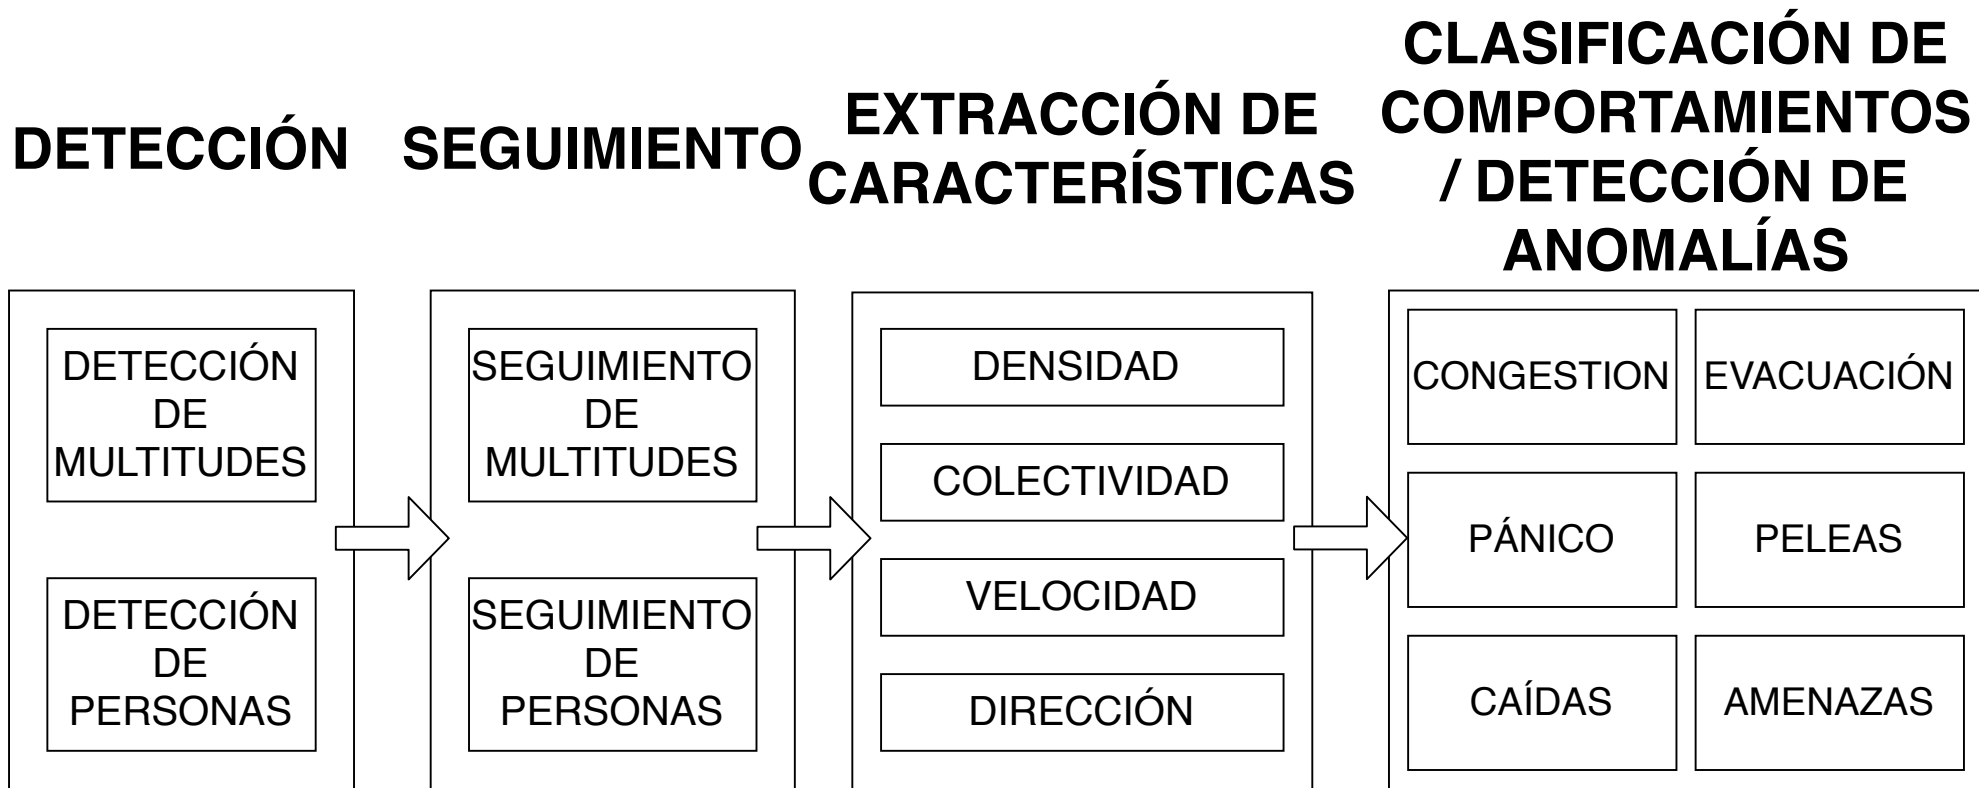 DETECCIÓN
SEGUIMIENTO
EXTRACCIÓN DE
CARACTERÍSTICAS
CLASIFICACIÓN DE
COMPORTAMIENTOS
/ DETECCIÓN DE
ANOMALÍAS
DETECCIÓN
DE
MULTITUDES
DETECCIÓN
DE
PERSONAS
SEGUIMIENTO
DE
MULTITUDES
SEGUIMIENTO
DE
PERSONAS
DENSIDAD
COLECTIVIDAD
VELOCIDAD
DIRECCIÓN
CONGESTION
EVACUACIÓN
PÁNICO
PELEAS
CAÍDAS
AMENAZAS